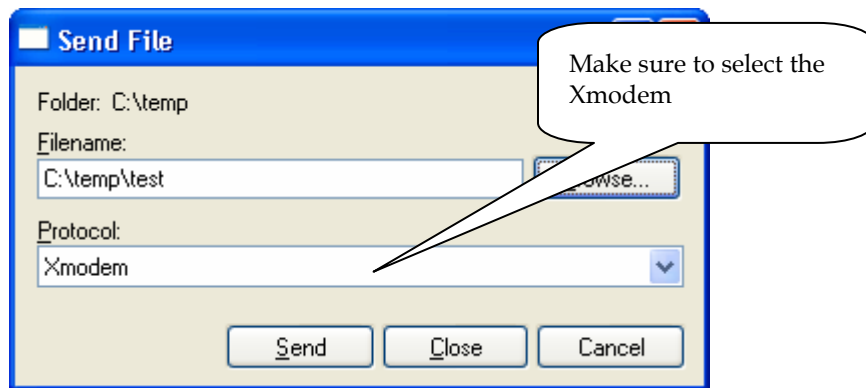 Send File
Make sure to select the
Xmodem
Folder: C:\temp
Filename:
C:\temp\test
Protocol:
Xmodem
Send
Close
Cancel